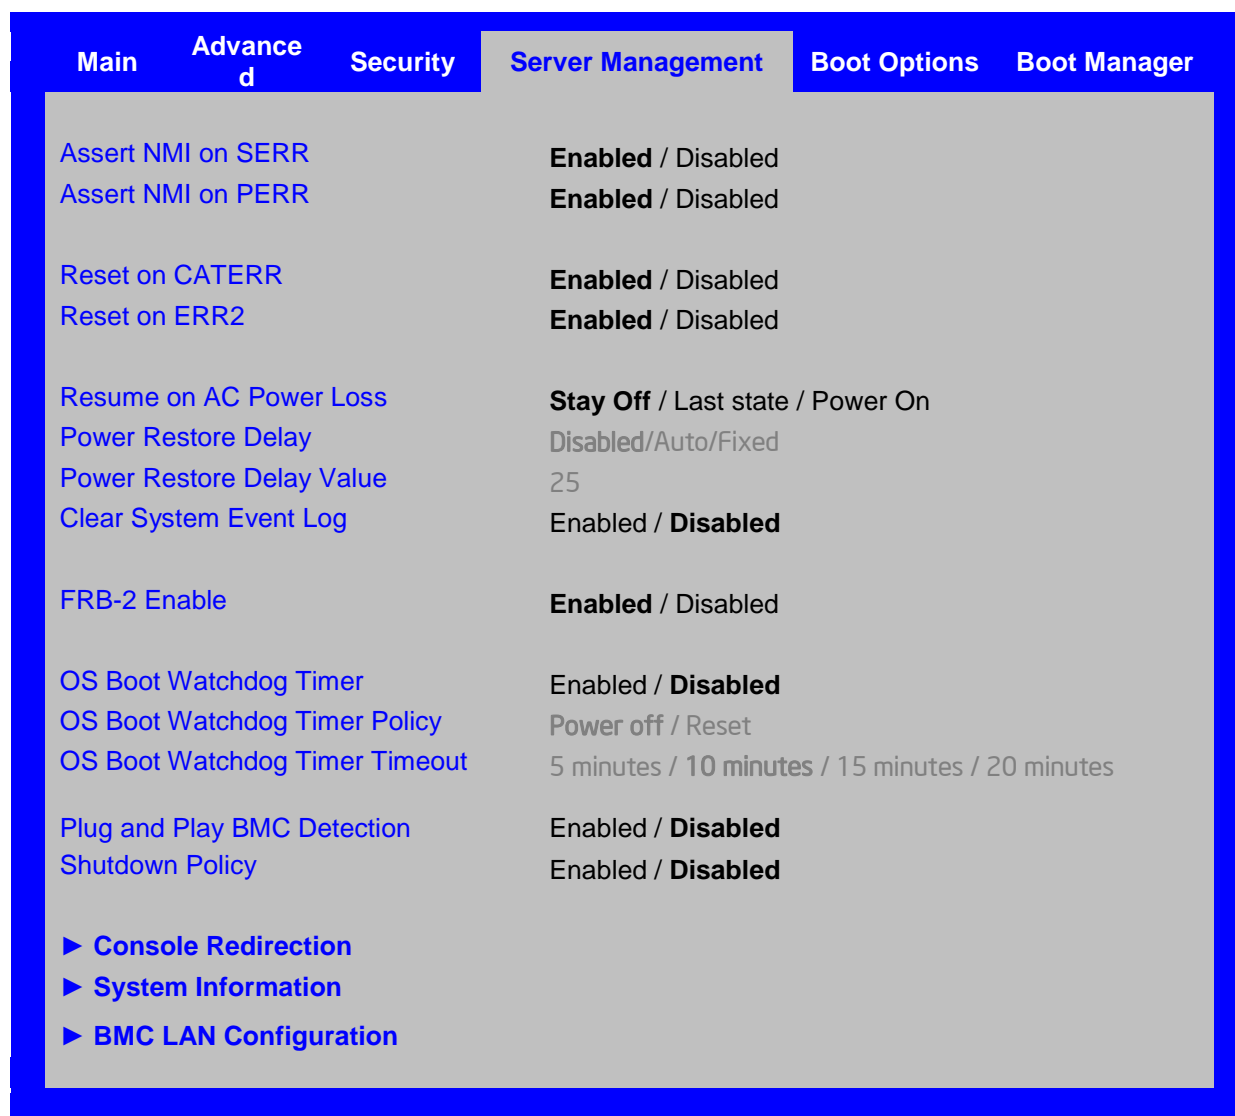 Main Advance
d Security Server Management Boot Options Boot Manager
Assert NMI on SERR Enabled / Disabled
Assert NMI on PERR Enabled / Disabled
Reset on CATERR Enabled / Disabled
Reset on ERR2 Enabled / Disabled
Resume on AC Power Loss Stay Off / Last state / Power On
Power Restore Delay Disabled/Auto/Fixed
Power Restore Delay Value 25
Clear System Event Log Enabled / Disabled
FRB-2 Enable Enabled / Disabled
OS Boot Watchdog Timer Enabled / Disabled
OS Boot Watchdog Timer Policy Power off / Reset
OS Boot Watchdog Timer Timeout 5 minutes / 10 minutes / 15 minutes / 20 minutes
Plug and Play BMC Detection Enabled / Disabled
Shutdown Policy Enabled / Disabled
► Console Redirection
► System Information
► BMC LAN Configuration